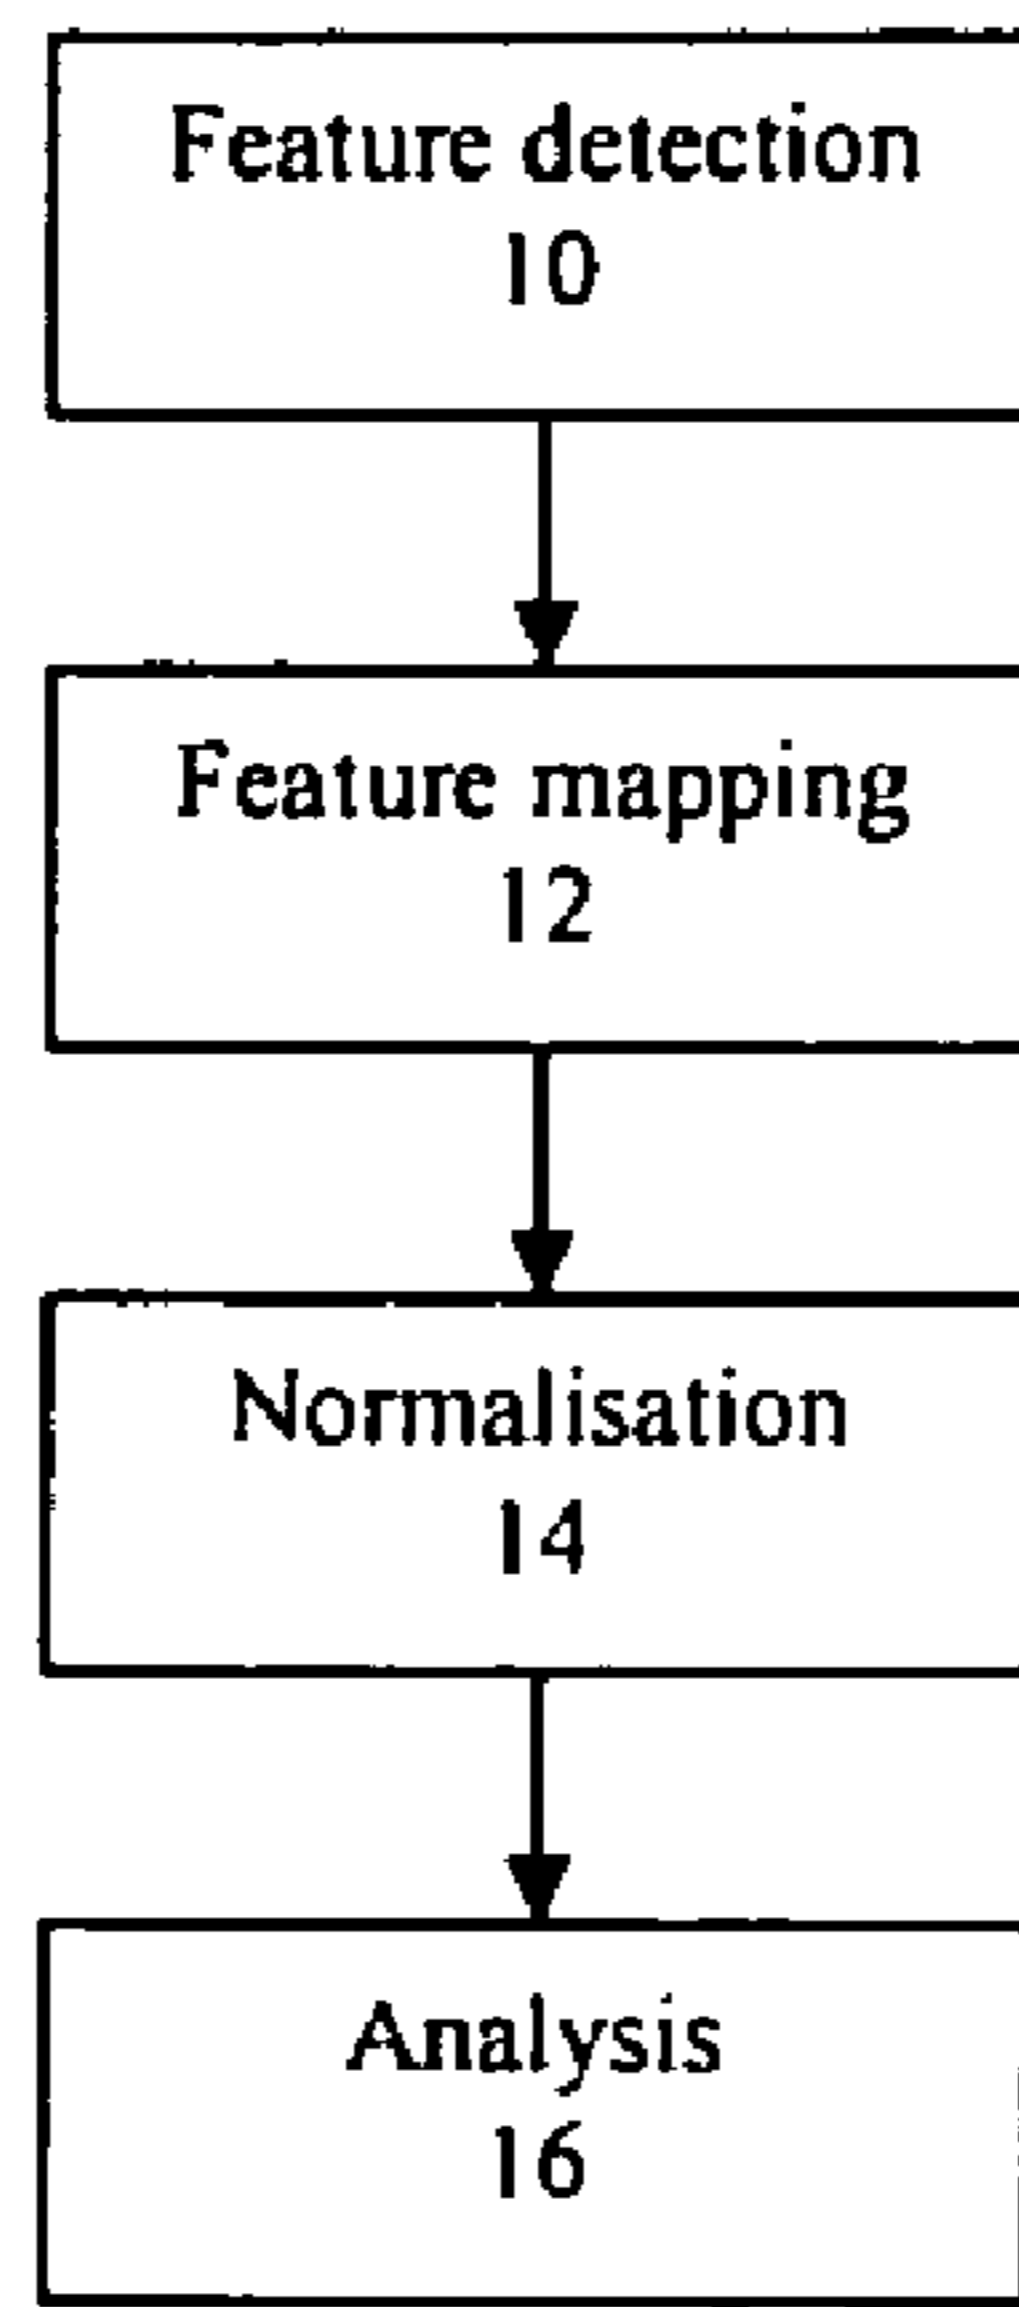 Feature detection
10
Feature mapping
12
Normalisation
14
Analysis
16